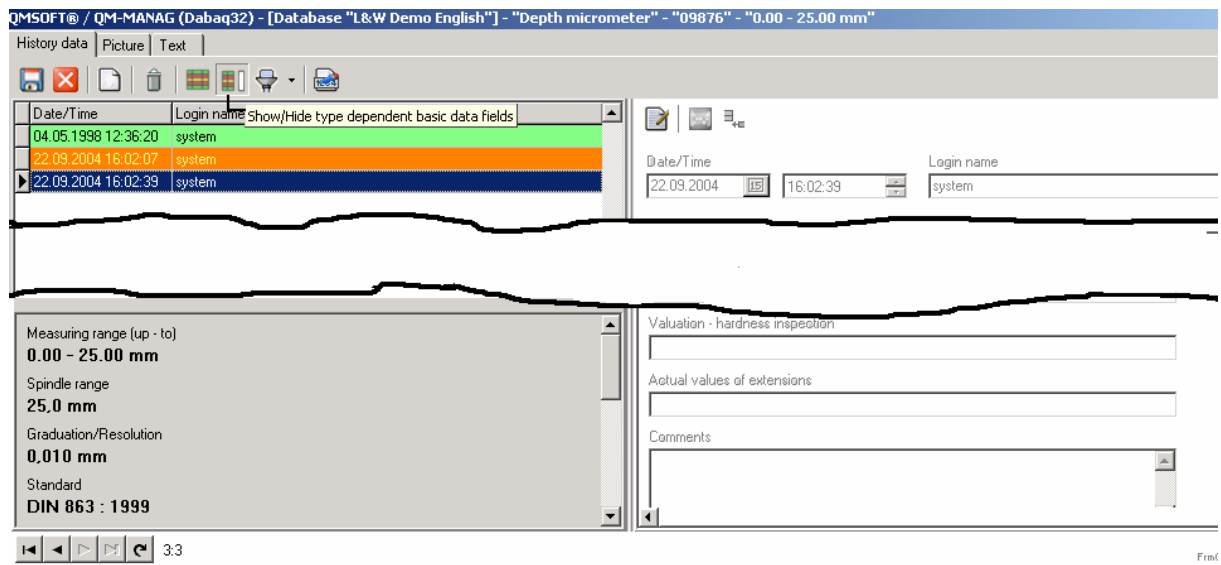 QMSOFT® / QM-MANAG (Dabaq32) - [Database "L&W Demo English"] - "Depth micrometer" - "09876" - "0.00 - 25.00 mm"
History data Picture Text
Date/Time Login name
Show/Hide type dependent basic data fields
04.05.1998 12:36:20 system
22.09.2004 16:02:07 system
22.09.2004 16:02:39 system
Date/Time Login name
22.09.2004 15 16:02:39 system
Measuring range (up - to)
0.00 - 25.00 mm
Spindle range
25,0 mm
Graduation/Resolution
0,010 mm
Standard
DIN 863 : 1999
Valuation - hardness inspection
Actual values of extensions
Comments
3:3